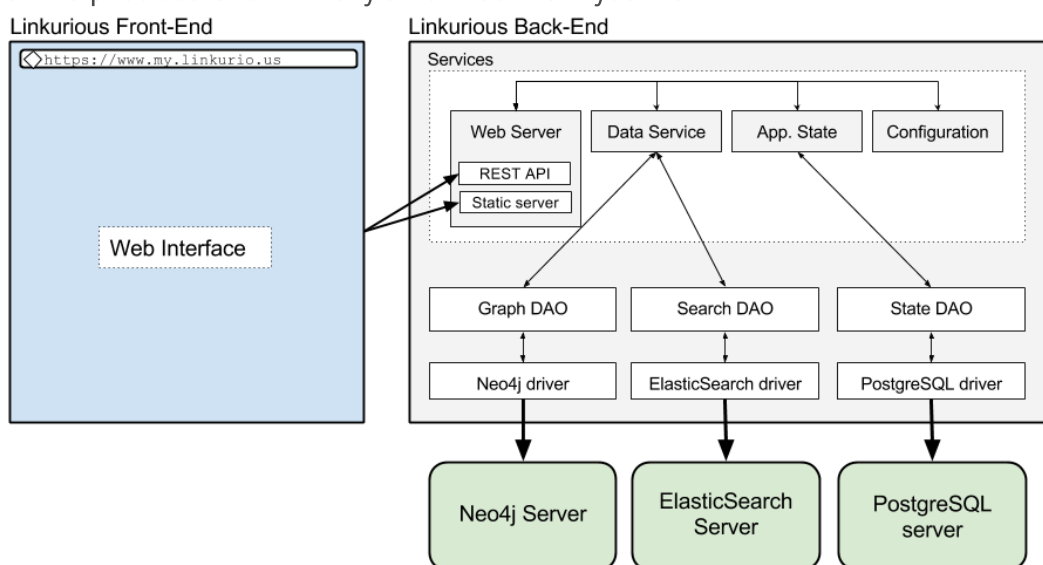 Linkurious Front-End
Linkurious Back-End
https://www.my.linkurio.us
Web Interface
Services
Web Server
Data Service
App. State
Configuration
REST API
Static server
Graph DAO
Search DAO
State DAO
Neo4j driver
ElasticSearch driver
PostgreSQL driver
Neo4j Server
ElasticSearch
Server
PostgreSQL
server